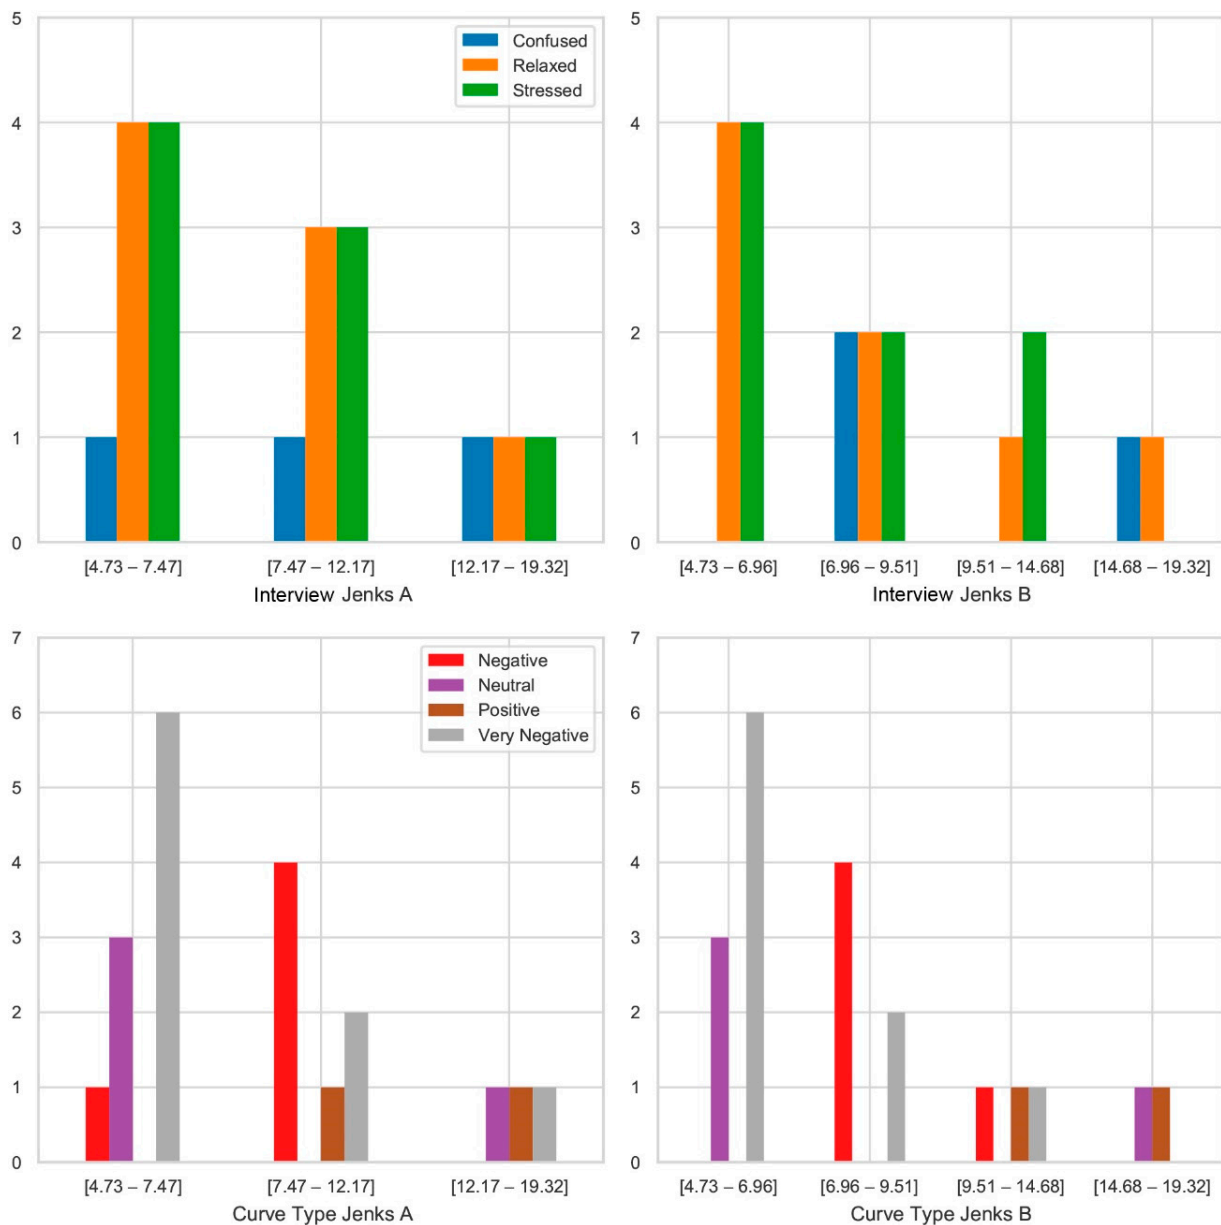 5
4
3
2
1
0
Confused
Relaxed
Stressed
[4.73 – 7.47]
[7.47 – 12.17]
[12.17 – 19.32]
Interview Jenks A
5
4
3
2
1
0
[4.73 – 6.96]
[6.96 – 9.51]
[9.51 – 14.68]
[14.68 – 19.32]
Interview Jenks B
7
6
5
4
3
2
1
0
Negative
Neutral
Positive
Very Negative
[4.73 – 7.47]
[7.47 – 12.17]
[12.17 – 19.32]
Curve Type Jenks A
7
6
5
4
3
2
1
0
[4.73 – 6.96]
[6.96 – 9.51]
[9.51 – 14.68]
[14.68 – 19.32]
Curve Type Jenks B